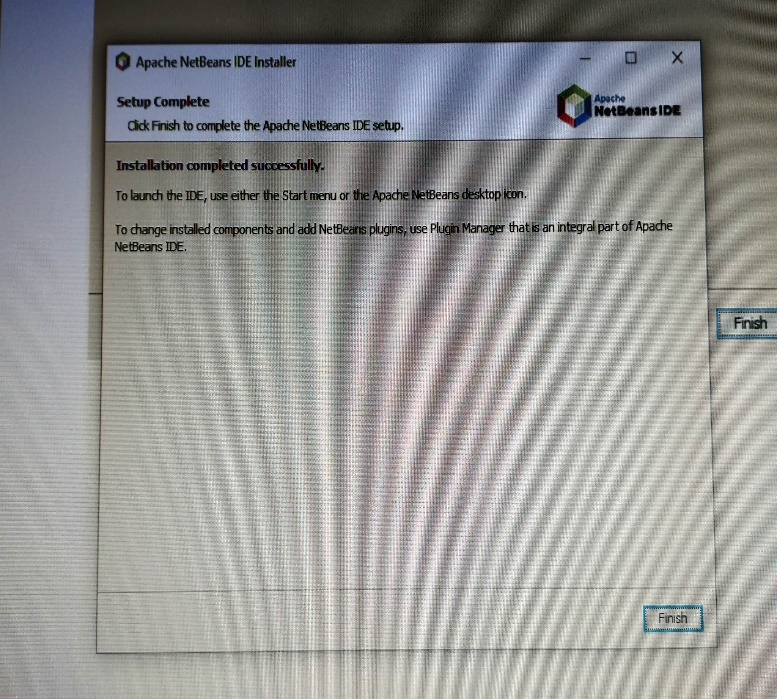 Apache NetBeans IDE Installer
Setup Complete
Click Finish to complete the Apache NetBeans IDE setup.
Apache
NetBeans IDE
Installation completed successfully.
To launch the IDE, use either the Start menu or the Apache NetBeans desktop icon.
To change installed components and add NetBeans plugins, use Plugin Manager that is an integral part of Apache
NetBeans IDE.
Finish
Finish